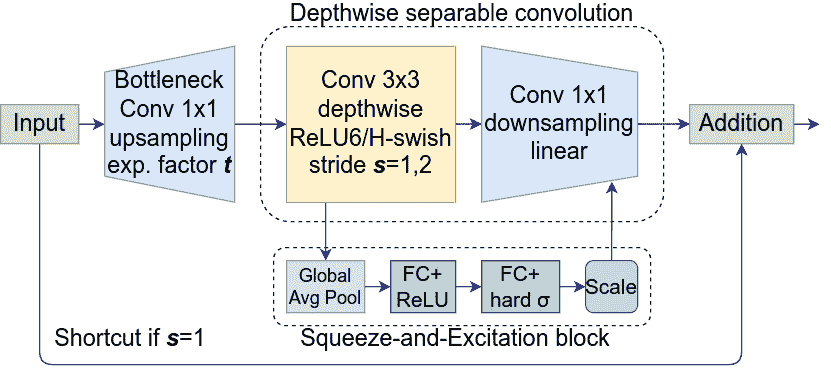 Depthwise separable convolution
Input
Bottleneck
Conv 1x1
upsampling
exp. factor t
Conv 3x3
depthwise
ReLU6/H-swish
stride s=1,2
Conv 1x1
downsampling
linear
Addition
Global
Avg Pool
FC+
ReLU
FC+
hard σ
Scale
Shortcut if s=1
Squeeze-and-Excitation block